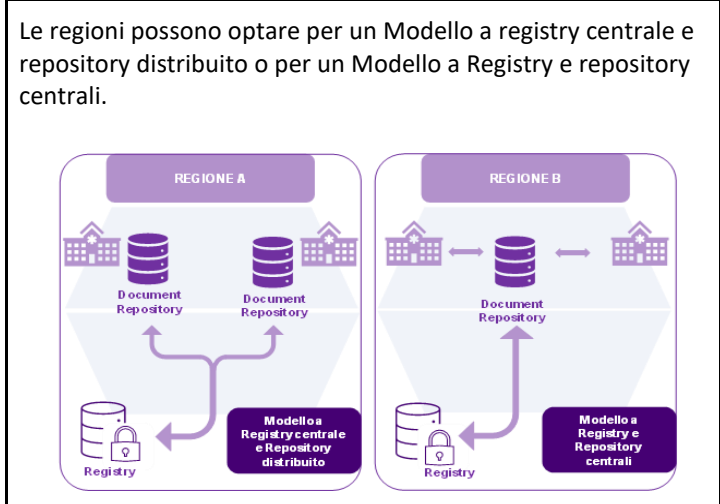 Le regioni possono optare per un Modello a registry centrale e
repository distribuito o per un Modello a Registry e repository
centrali.
REGIONE A
Document
Repository
Document
Repository
Registry
Modello a
Registry centrale
e Repository
distribuito
REGIONE B
Document
Repository
Registry
Modello a
Registry e
Repository
centrali